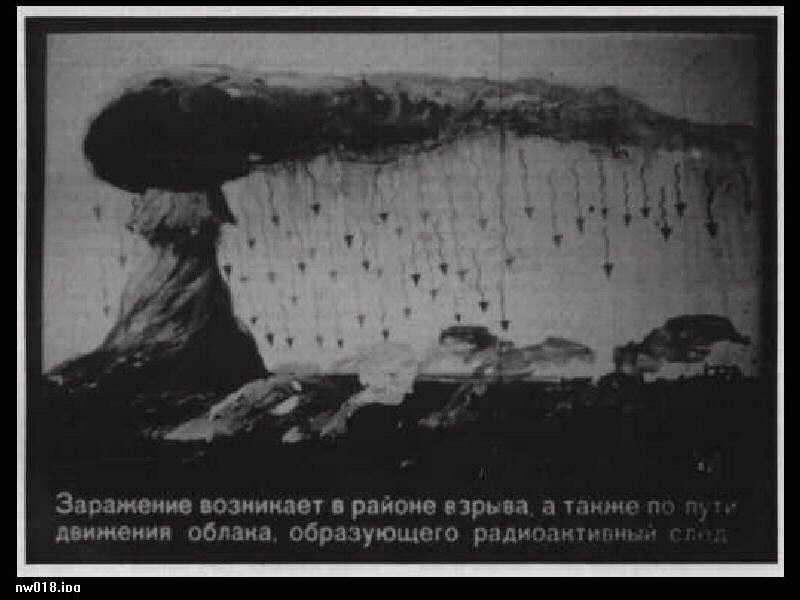 Заражение возникает в районе взрыва, а также по пути
движения облака, образующего радиоактивный след
nw018.jpg